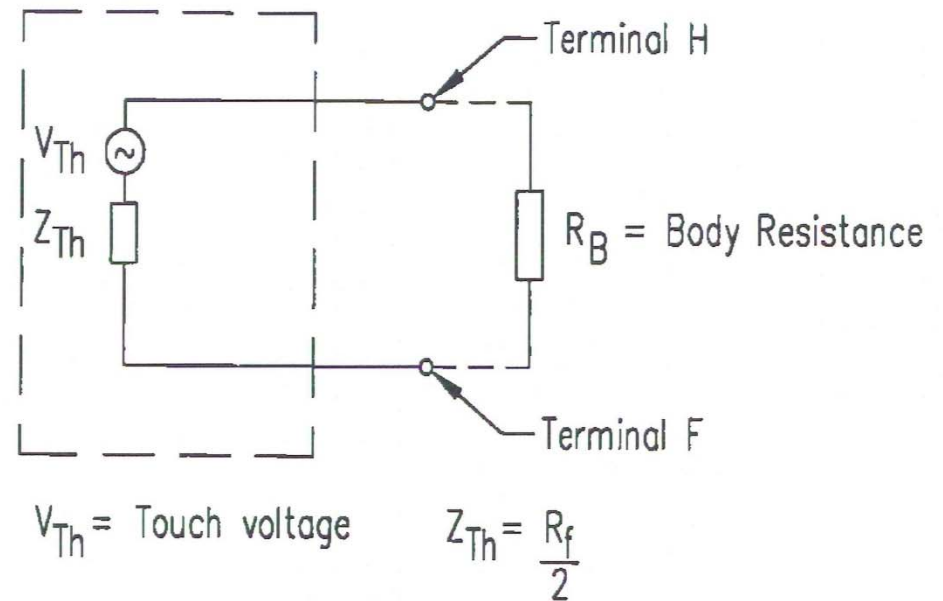 Terminal H
V_Th
Z_Th
R_B = Body Resistance
Terminal F
V_Th = Touch voltage
Z_Th = R_f / 2